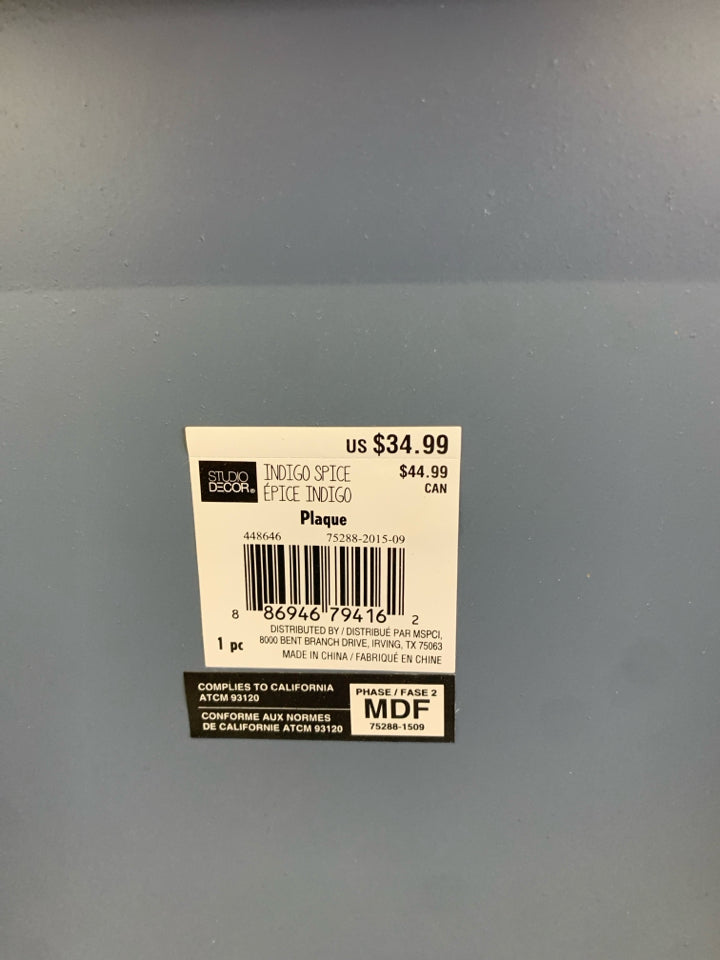 US $34.99
STUDIO
DECOR®
INDIGO SPICE
ÉPICE INDIGO
$44.99
CAN
Plaque
448646 75288-2015-09
8 86946 79416 2
1 pc
DISTRIBUTED BY / DISTRIBUÉ PAR MSPCI,
8000 BENT BRANCH DRIVE, IRVING, TX 75063
MADE IN CHINA / FABRIQUÉ EN CHINE
COMPLIES TO CALIFORNIA
ATCM 93120
CONFORME AUX NORMES
DE CALIFORNIE ATCM 93120
PHASE / FASE 2
MDF
75288-1509